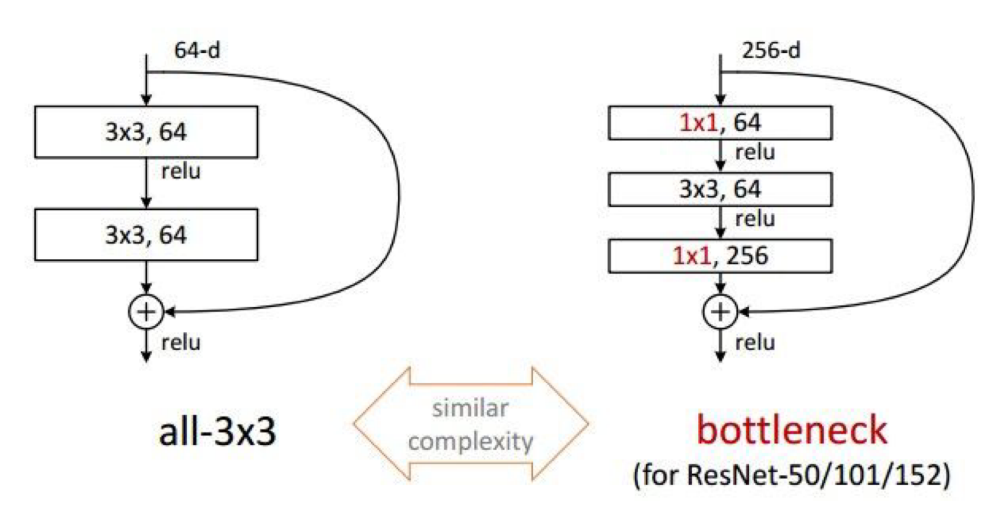 64-d
3x3, 64
relu
3x3, 64
+
relu
all-3x3
similar
complexity
256-d
1x1, 64
relu
3x3, 64
relu
1x1, 256
+
relu
bottleneck
(for ResNet-50/101/152)